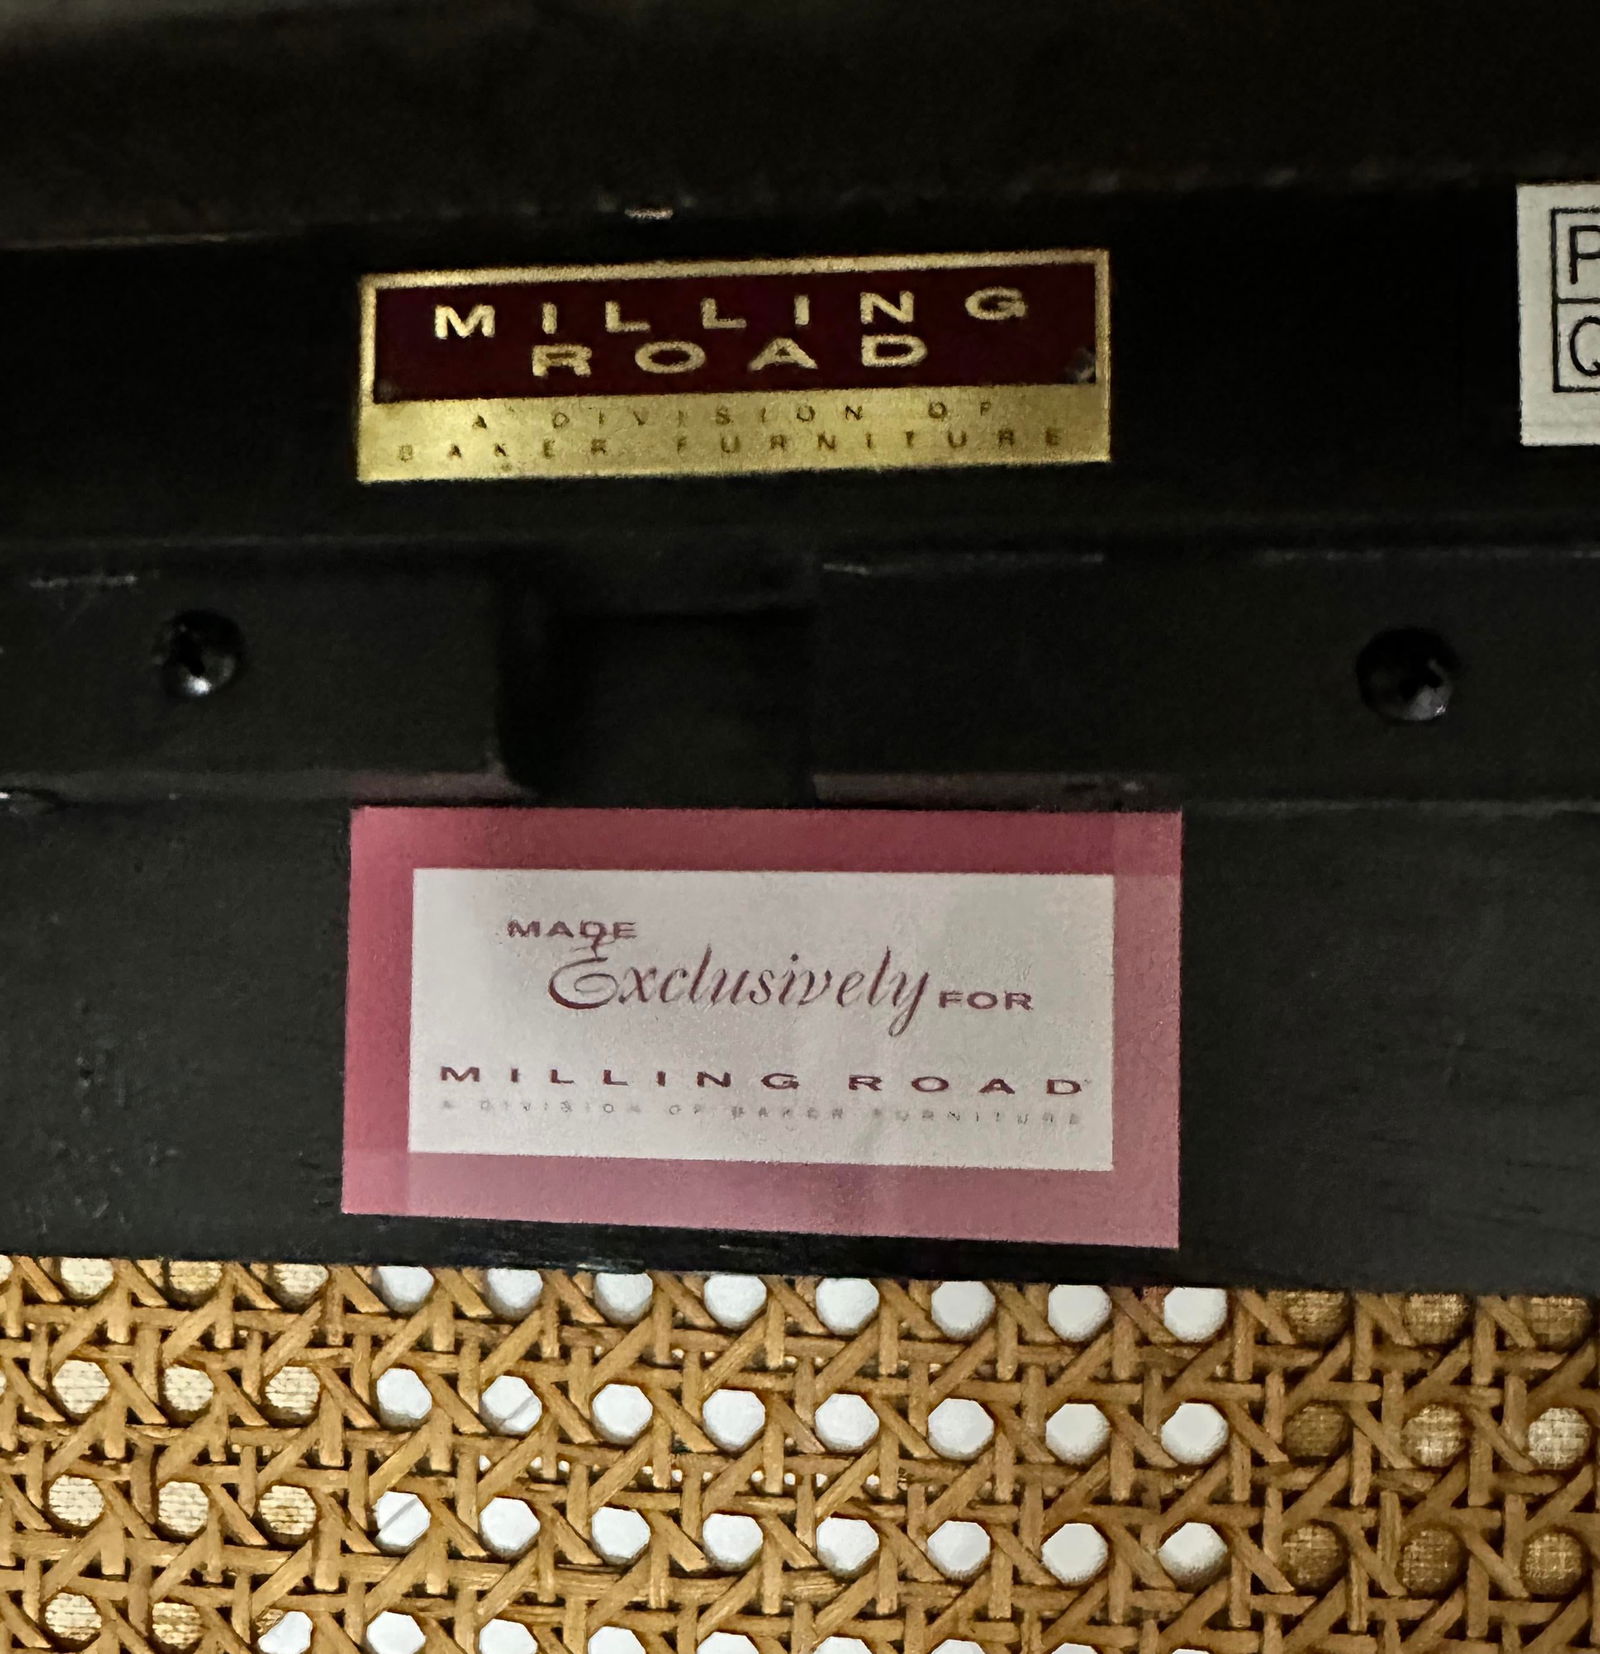 MILLING
ROAD
A DIVISION OF
BAKER FURNITURE
P
Q
MADE
Exclusively FOR
MILLING ROAD
A DIVISION OF BAKER FURNITURE